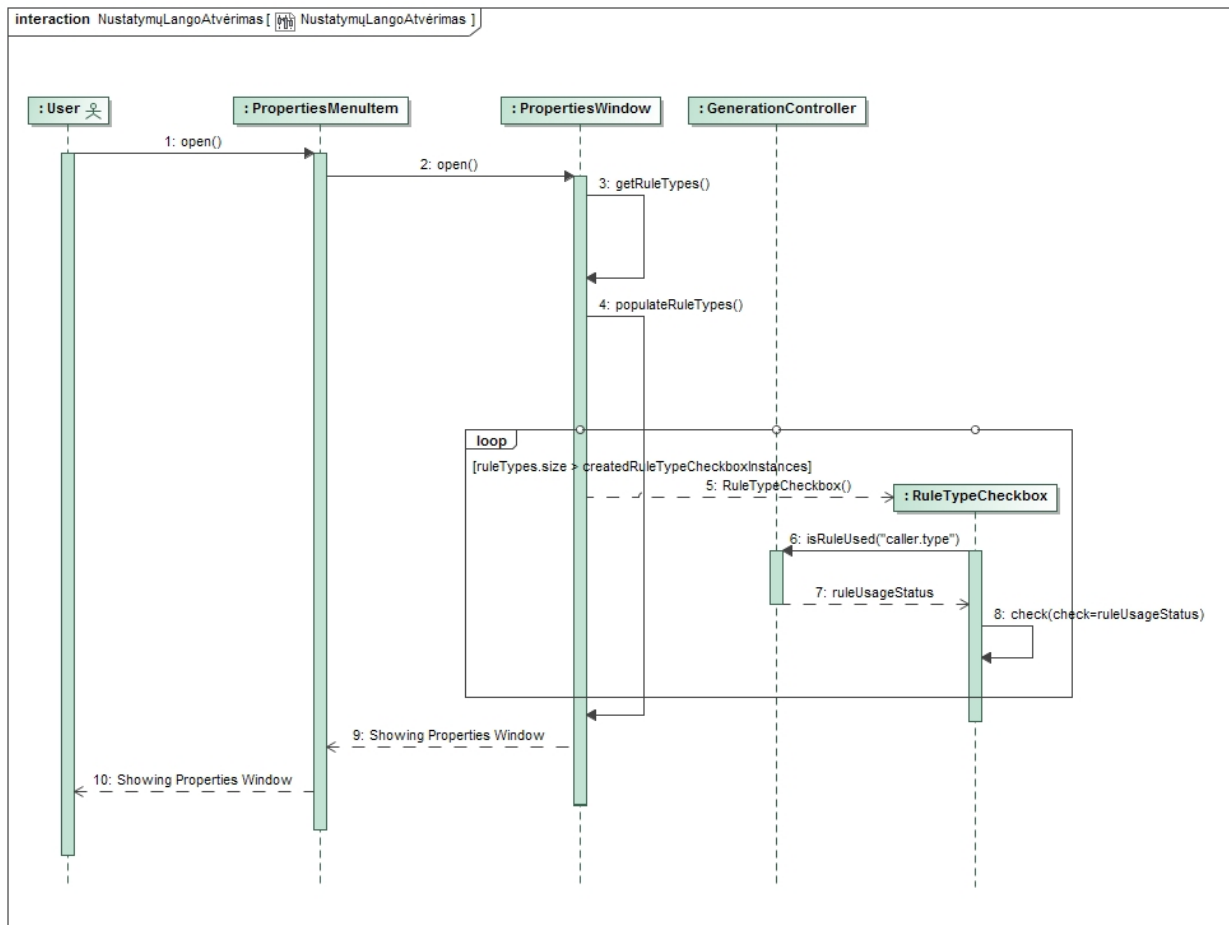 interaction NustatymųLangoAtvėrimas [ NustatymųLangoAtvėrimas ]
: User
: PropertiesMenuItem
: PropertiesWindow
: GenerationController
1: open()
2: open()
3: getRuleTypes()
4: populateRuleTypes()
loop
[ruleTypes.size > createdRuleTypeCheckboxInstances]
5: RuleTypeCheckbox()
: RuleTypeCheckbox
6: isRuleUsed("caller.type")
7: ruleUsageStatus
8: check(check=ruleUsageStatus)
9: Showing Properties Window
10: Showing Properties Window